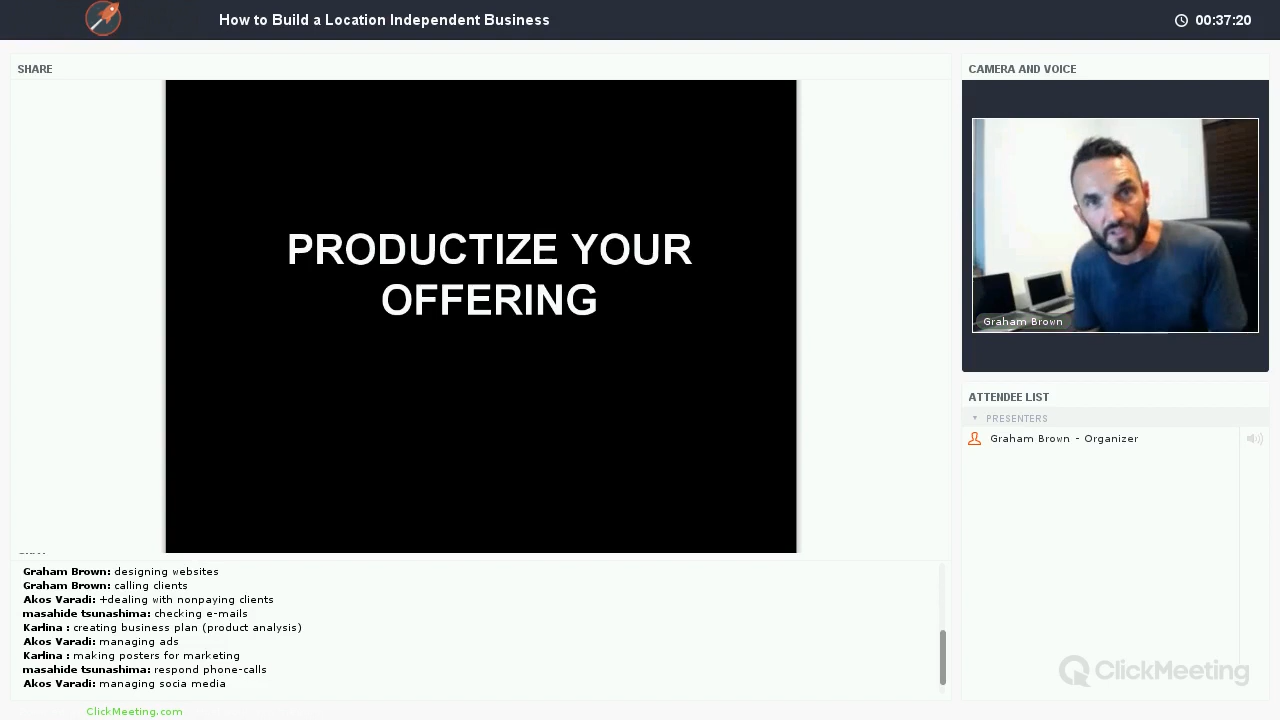 How to Build a Location Independent Business
00:37:20
SHARE
PRODUCTIZE YOUR
OFFERING
Graham Brown: designing websites
Graham Brown: calling clients
Akos Varadi: +dealing with nonpaying clients
masahide tsunashima: checking e-mails
Karlina : creating business plan (product analysis)
Akos Varadi: managing ads
Karlina : making posters for marketing
masahide tsunashima: respond phone-calls
Akos Varadi: managing socia media
ClickMeeting.com
CAMERA AND VOICE
Graham Brown
ATTENDEE LIST
PRESENTERS
Graham Brown - Organizer
ClickMeeting